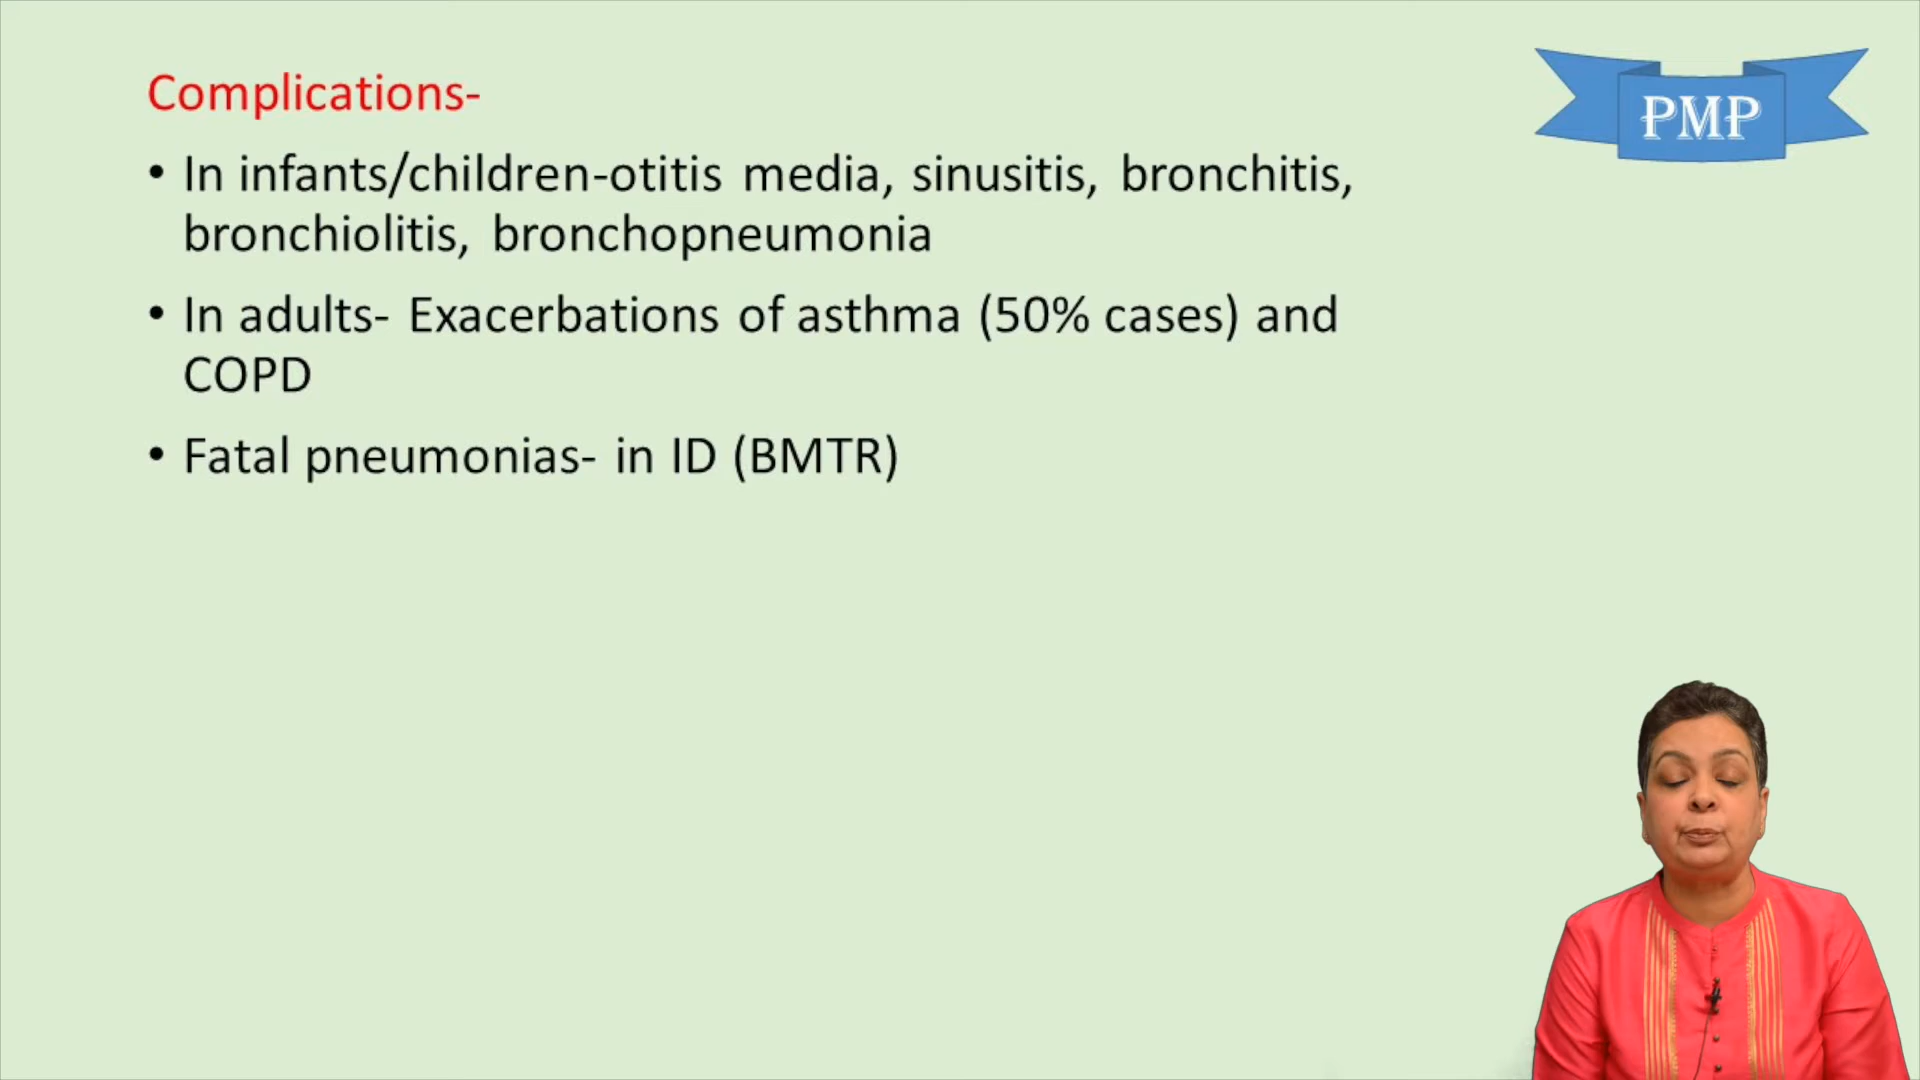 Complications-
PMP
• In infants/children-otitis media, sinusitis, bronchitis,
bronchiolitis, bronchopneumonia
• In adults- Exacerbations of asthma (50% cases) and
COPD
• Fatal pneumonias- in ID (BMTR)